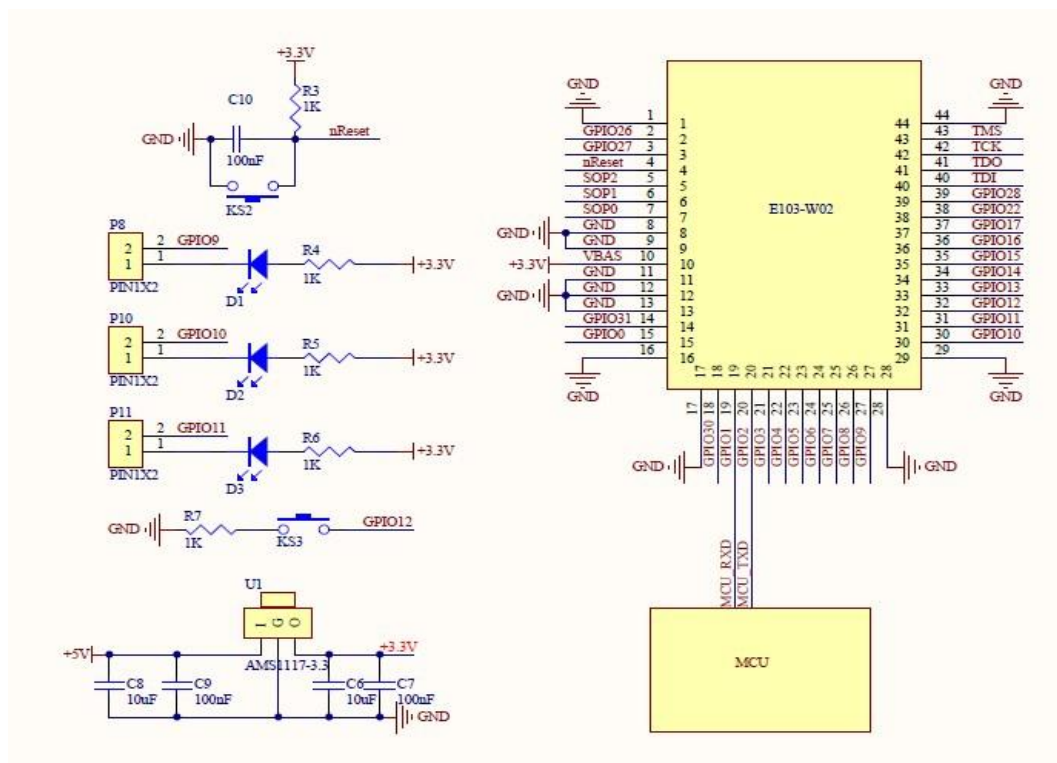 +3.3V
R3
1K
C10
GND
100nF
nReset
KS2
P8
2 GPIO9
2
1
1
PIN1X2
D1
R4
1K
+3.3V
P10
2 GPIO10
2
1
1
PIN1X2
D2
R5
1K
+3.3V
P11
2 GPIO11
2
1
1
PIN1X2
D3
R6
1K
+3.3V
GND
R7
1K
KS3
GPIO12
U1
I G O
AMS1117-3.3
+5V
+3.3V
C8
10uF
C9
100nF
C6
10uF
C7
100nF
GND
E103-W02
GND
1 1
GPIO26 2 2
GPIO27 3 3
nReset 4 4
SOP2 5 5
SOP1 6 6
SOP0 7 7
GND GND 8 8
GND 9 9
+3.3V VBAS 10 10
GND 11 11
GND GND 12 12
GND 13 13
GPIO31 14 14
GPIO0 15 15
16 16
GND
GND
44 44
43 43 TMS
42 42 TCK
41 41 TDO
40 40 TDI
39 39 GPIO28
38 38 GPIO22
37 37 GPIO17
36 36 GPIO16
35 35 GPIO15
34 34 GPIO14
33 33 GPIO13
32 32 GPIO12
31 31 GPIO11
30 30 GPIO10
29 29
GND
17 18 19 20 21 22 23 24 25 26 27 28
17 18 19 20 21 22 23 24 25 26 27 28
GND
GPIO30
GPIO1
GPIO2
GPIO3
GPIO4
GPIO5
GPIO6
GPIO7
GPIO8
GPIO9
GND
MCU_RXD
MCU_TXD
MCU